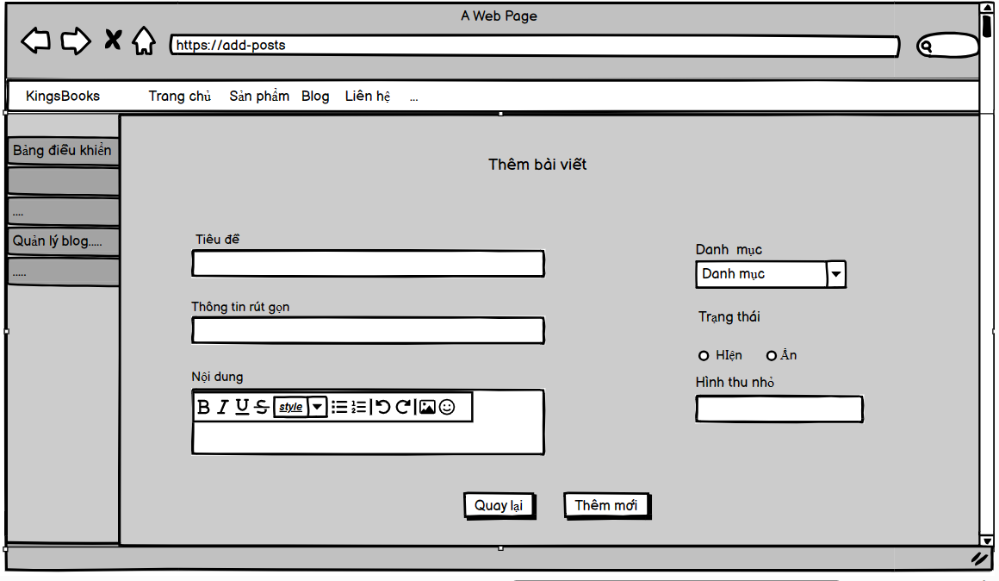 A Web Page
https://add-posts
KingsBooks Trang chủ Sản phẩm Blog Liên hệ ...
Bảng điều khiển
Thêm bài viết
....
Quản lý blog.....
.....
Tiêu đề
Thông tin rút gọn
Nội dung
B I U S style
Danh mục
Danh mục
Trạng thái
HIện Ẩn
Hình thu nhỏ
Quay lại Thêm mới